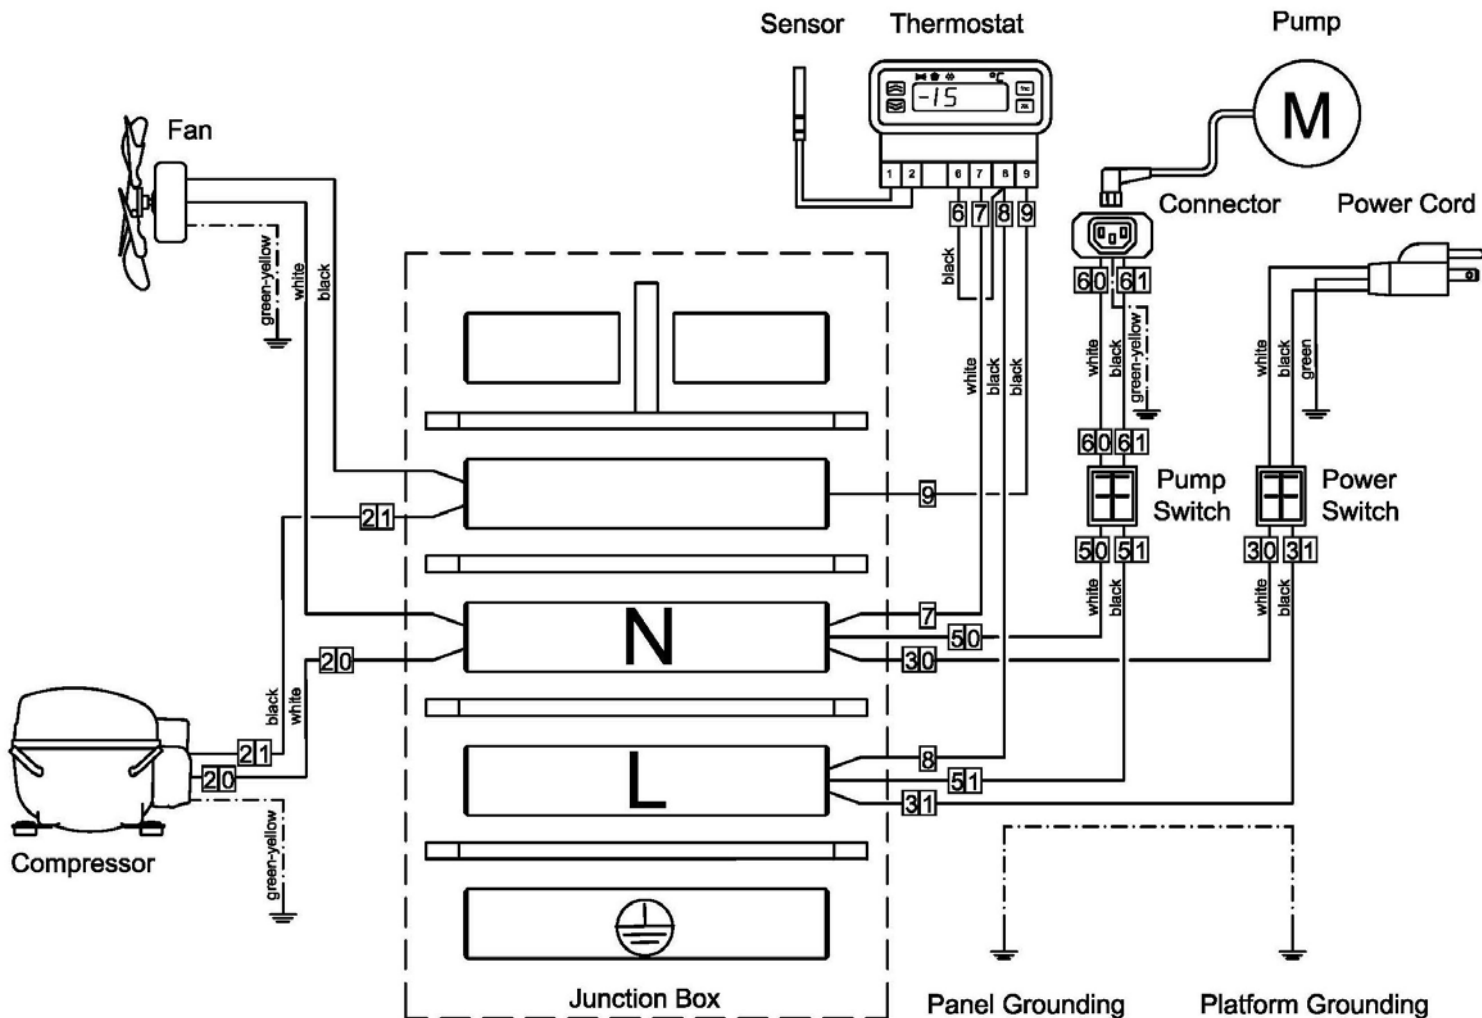 Sensor Thermostat Pump
°C
-15
M
Fan
1 2 6 7 8 9
6 7 8 9
Connector Power Cord
60 61
green-yellow
white
black
black
white
black
black
white
black
green-yellow
white
black
green
60 61
Pump
Switch
Power
Switch
21
9
50 51
30 31
white
black
white
black
N
7
50
30
20
black
white
21
20
L
8
51
31
green-yellow
Compressor
Junction Box
Panel Grounding Platform Grounding